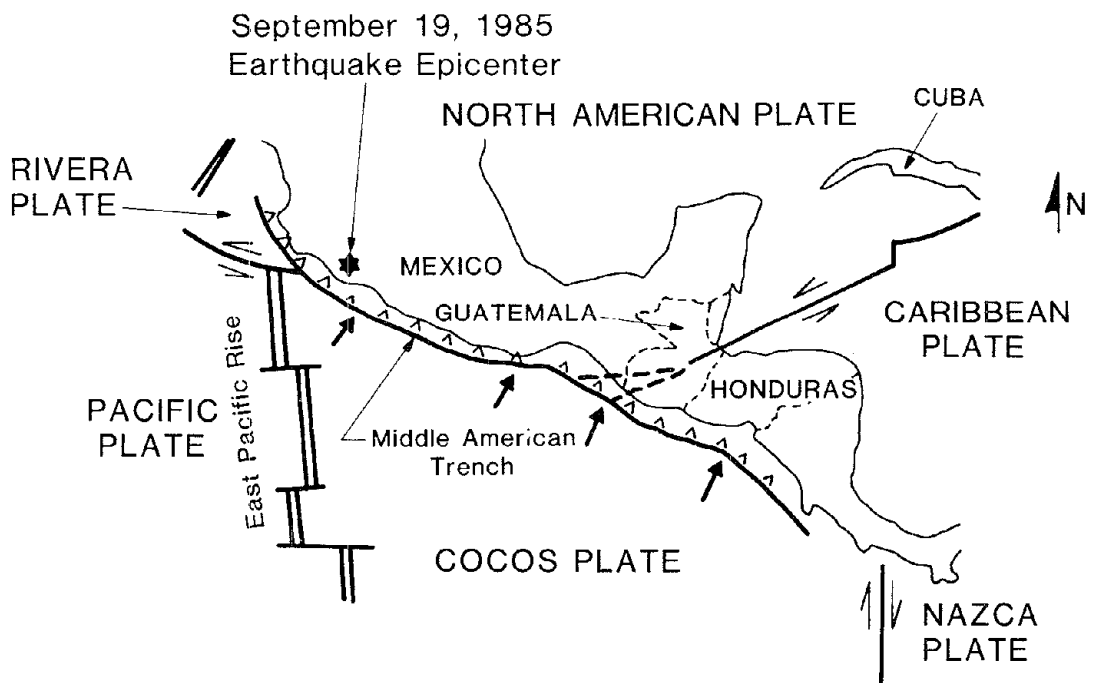 September 19, 1985
Earthquake Epicenter
NORTH AMERICAN PLATE
CUBA
RIVERA
PLATE
N
MEXICO
GUATEMALA
CARIBBEAN
PLATE
HONDURAS
PACIFIC
PLATE
East Pacific Rise
Middle American
Trench
COCOS PLATE
NAZCA
PLATE